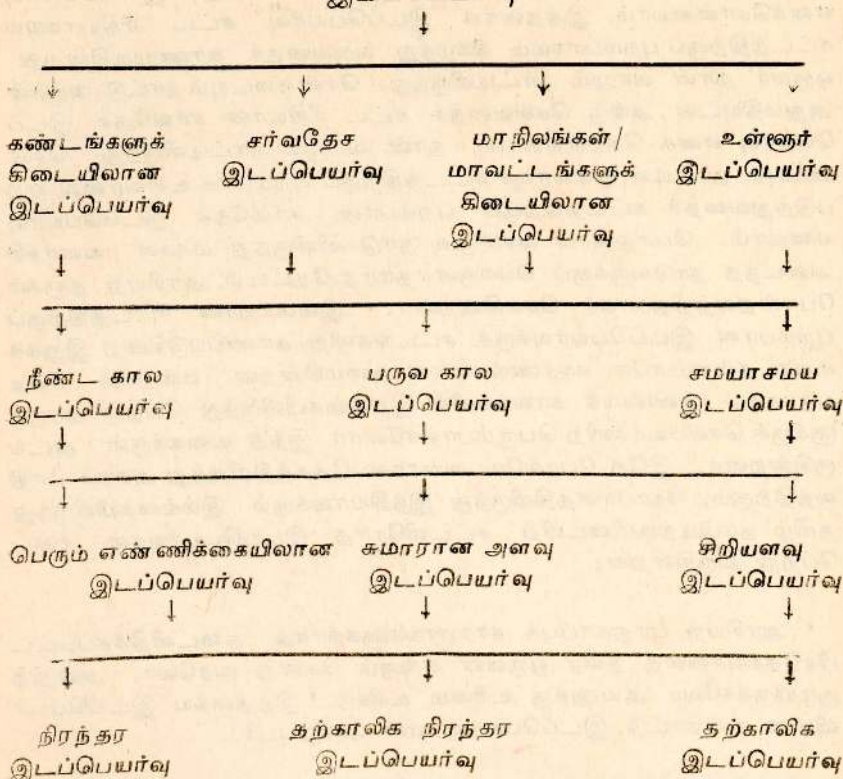 கண்டங்களுக்
கிடையிலான
இடப்பெயர்வு
சர்வதேச
இடப்பெயர்வு
மாநிலங்கள் /
மாவட்டங்களுக்
கிடையிலான
இடப்பெயர்வு
உள்ளூர்
இடப்பெயர்வு
நீண்ட கால
இடப்பெயர்வு
பருவ கால
இடப்பெயர்வு
சமயாசமய
இடப்பெயர்வு
பெரும் எண்ணிக்கையிலான
இடப்பெயர்வு
சுமாரான அளவு
இடப்பெயர்வு
சிறியளவு
இடப்பெயர்வு
நிரந்தர
இடப்பெயர்வு
தற்காலிக நிரந்தர
இடப்பெயர்வு
தற்காலிக
இடப்பெயர்வு